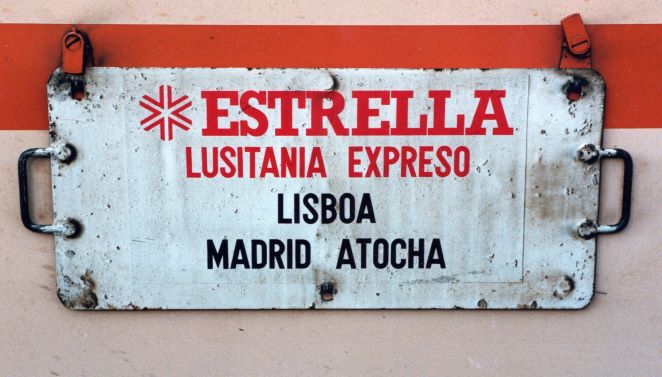 ESTRELLA
LUSITANIA EXPRESO
LISBOA
MADRID ATOCHA